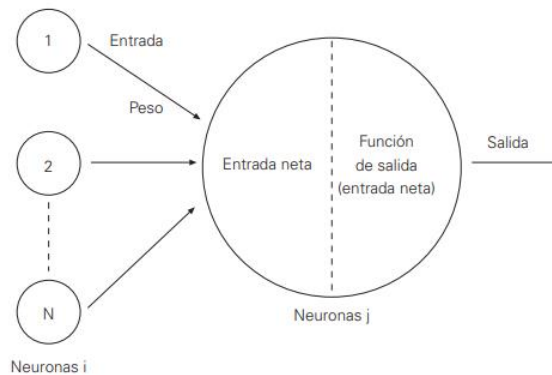 1
Entrada
Peso
2
Entrada neta
Función
de salida
(entrada neta)
Salida
N
Neuronas j
Neuronas i